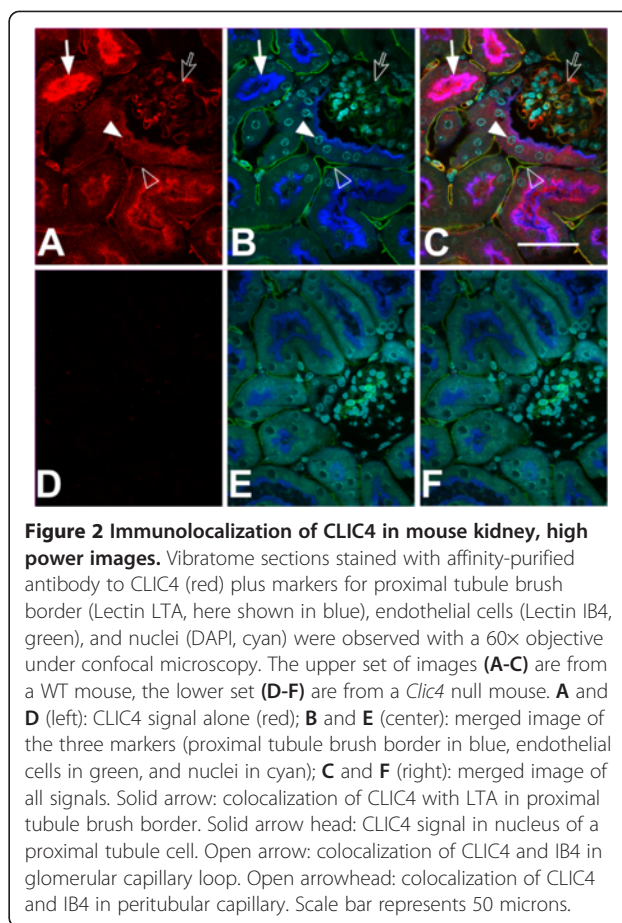 A B C
D E F
Figure 2 Immunolocalization of CLIC4 in mouse kidney, high
power images. Vibratome sections stained with affinity-purified
antibody to CLIC4 (red) plus markers for proximal tubule brush
border (Lectin LTA, here shown in blue), endothelial cells (Lectin IB4,
green), and nuclei (DAPI, cyan) were observed with a 60× objective
under confocal microscopy. The upper set of images (A-C) are from
a WT mouse, the lower set (D-F) are from a Clic4 null mouse. A and
D (left): CLIC4 signal alone (red); B and E (center): merged image of
the three markers (proximal tubule brush border in blue, endothelial
cells in green, and nuclei in cyan); C and F (right): merged image of
all signals. Solid arrow: colocalization of CLIC4 with LTA in proximal
tubule brush border. Solid arrow head: CLIC4 signal in nucleus of a
proximal tubule cell. Open arrow: colocalization of CLIC4 and IB4 in
glomerular capillary loop. Open arrowhead: colocalization of CLIC4
and IB4 in peritubular capillary. Scale bar represents 50 microns.